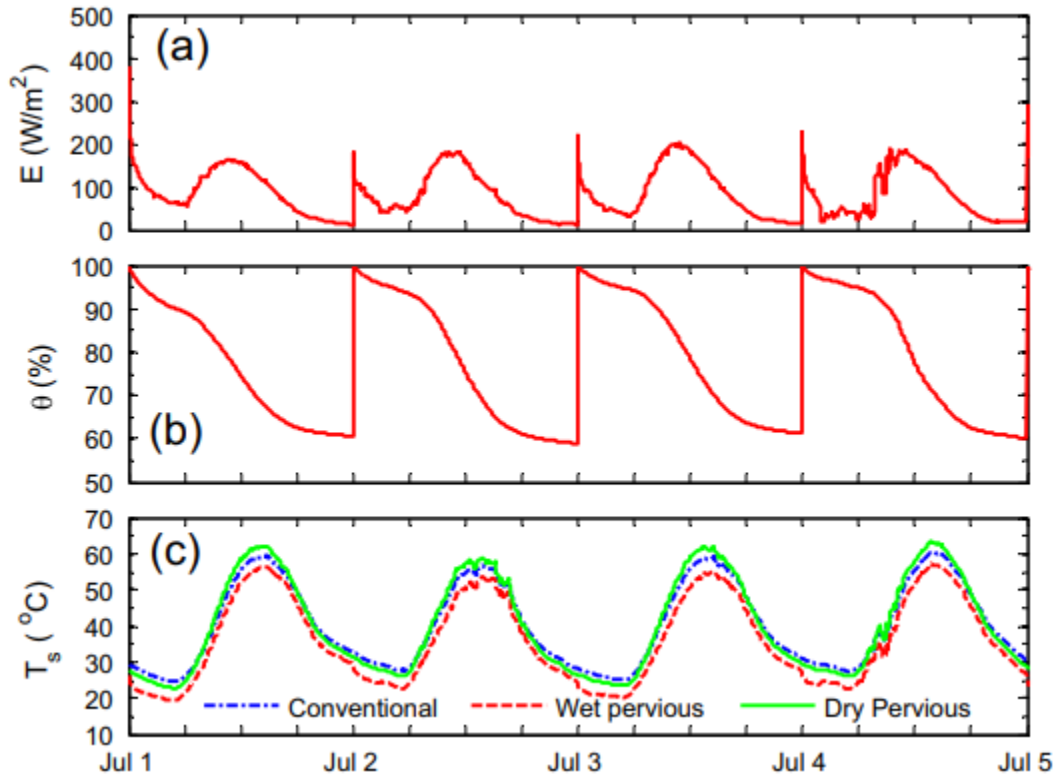 (a)
E (W/m²)
500
400
300
200
100
0
(b)
θ (%)
100
90
80
70
60
50
(c)
Tₛ ( °C)
70
60
50
40
30
20
10
Conventional Wet pervious Dry Pervious
Jul 1 Jul 2 Jul 3 Jul 4 Jul 5